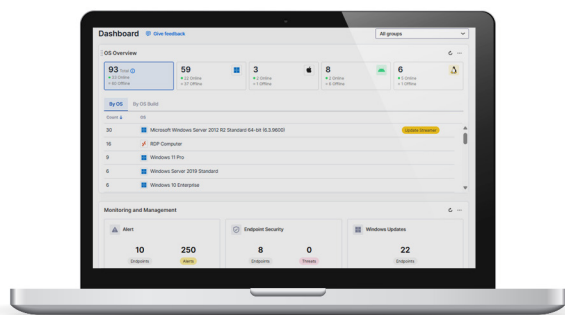 Dashboard Give feedback All groups
OS Overview
93 Total 59 3 8 6
• 33 Online • 22 Online • 2 Online • 2 Online • 5 Online
• 60 Offline • 37 Offline • 1 Offline • 6 Offline • 1 Offline
By OS By OS Build
Count ↓ OS
30 Microsoft Windows Server 2012 R2 Standard 64-bit (6.3.9600) Update Streamer
16 RDP Computer
9 Windows 11 Pro
6 Windows Server 2019 Standard
6 Windows 10 Enterprise
Monitoring and Management
Alert Endpoint Security Windows Updates
10 250 8 0 22
Endpoints Alerts Endpoints Threats Endpoints